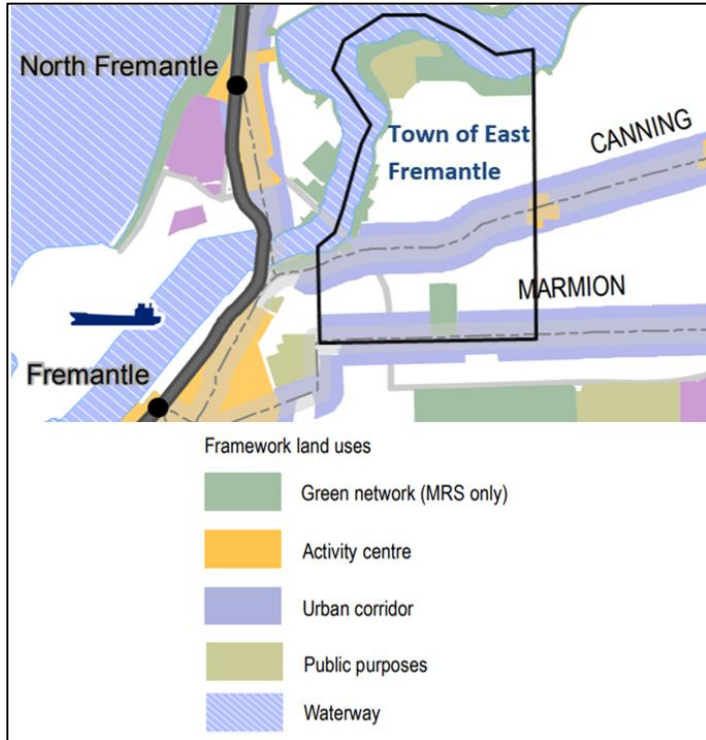 North Fremantle
Town of East
Fremantle
CANNING
MARMION
Fremantle
Framework land uses
Green network (MRS only)
Activity centre
Urban corridor
Public purposes
Waterway